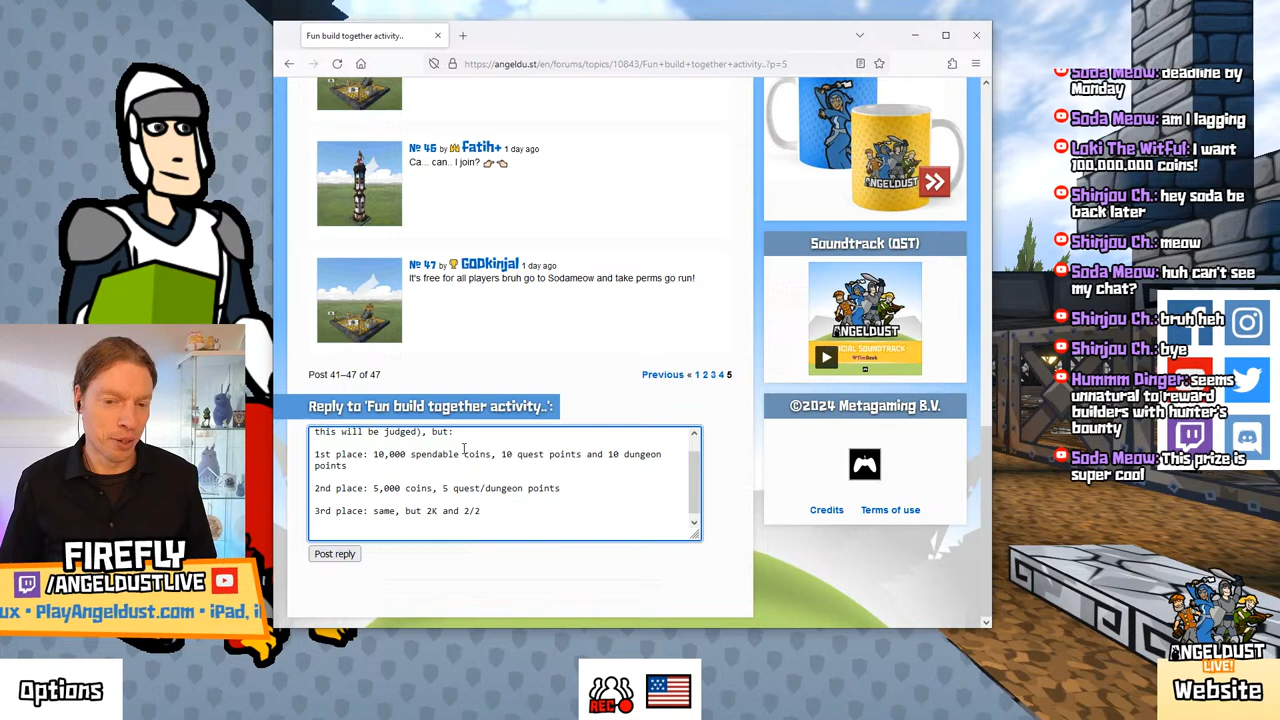 Fun build together activity..
https://angeldu.st/en/forums/topics/10843/Fun+build+together+activity..?p=5
№ 46 by fatih+ 1 day ago
Ca... can.. I join?
№ 47 by GODkinjal 1 day ago
It's free for all players bruh go to Sodameow and take perms go run!
Post 41–47 of 47
Previous « 1 2 3 4 5
Reply to 'Fun build together activity..':
this will be judged), but:
1st place: 10,000 spendable coins, 10 quest points and 10 dungeon
points
2nd place: 5,000 coins, 5 quest/dungeon points
3rd place: same, but 2K and 2/2
Post reply
ANGELDUST
Soundtrack (OST)
ANGELDUST
OFFICIAL SOUNDTRACK
©2024 Metagaming B.V.
Credits
Terms of use
Soda Meow: deadline by
Monday
Soda Meow: am I lagging
Loki The Witful: I want
100,000,000 coins!
Shinjou Ch.: hey soda be
back later
Shinjou Ch.: meow
Soda Meow: huh can't see
my chat?
Shinjou Ch.: bruh heh
Shinjou Ch.: bye
Hummm Dinger: seems
unnatural to reward
builders with hunter's
bounty
Soda Meow: This prize is
super cool
FIREFLY
/ANGELDUSTLIVE
ux • PlayAngeldust.com • iPad, i
Options
REC
ANGELDUST
LIVE!
Website